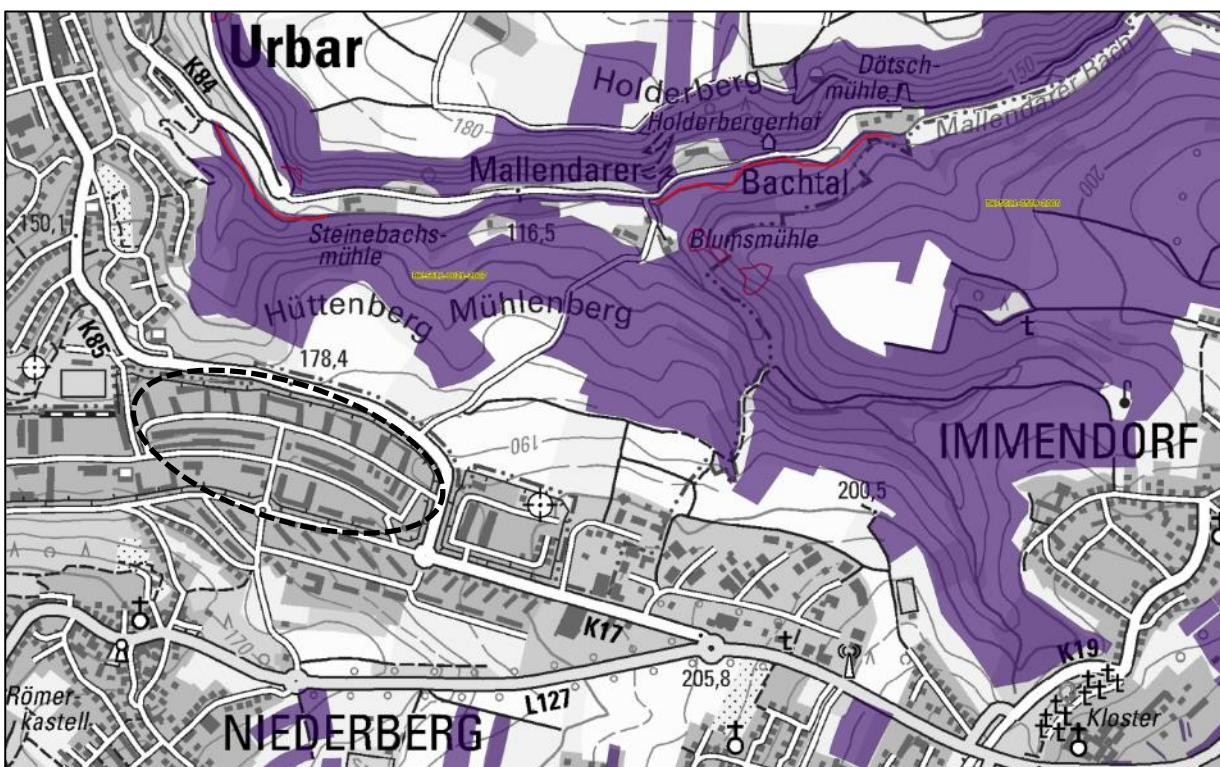 Urbar
K84
Holderberg
Dötsch-
mühle
150
Mallendarer Bach
180
Holderbergerhof
Mallendarer
Bachtal
200
150,1
Steinebachs-
mühle
116,5
Blumsmühle
Hüttenberg
Mühlenberg
K85
178,4
190
IMMENDORF
200,5
K17
K19
170
205,8
L127
Römer-
kastell
NIEDERBERG
Kloster